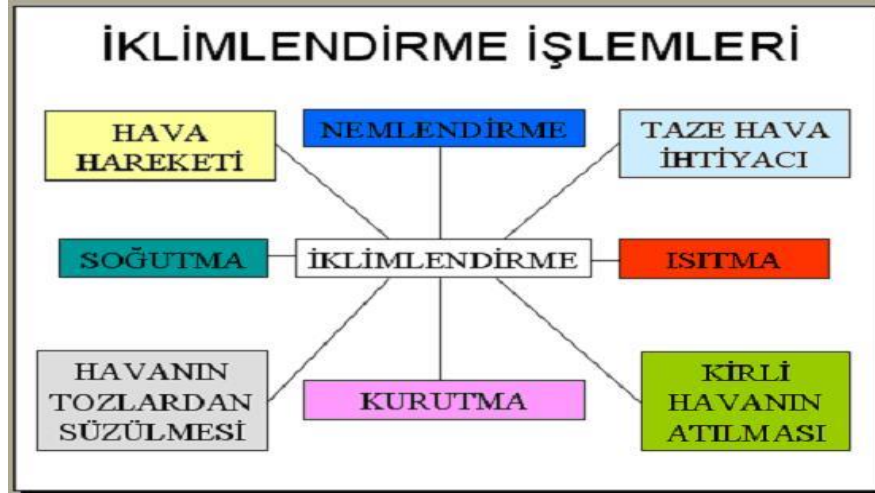 İKLİMLENDİRME İŞLEMLERİ
HAVA
HAREKETİ
NEMLENDİRME
TAZE HAVA
İHTİYACI
SOĞUTMA
İKLİMLENDİRME
ISITMA
HAVANIN
TOZLARDAN
SÜZÜLMESİ
KURUTMA
KİRLİ
HAVANIN
ATILMASI